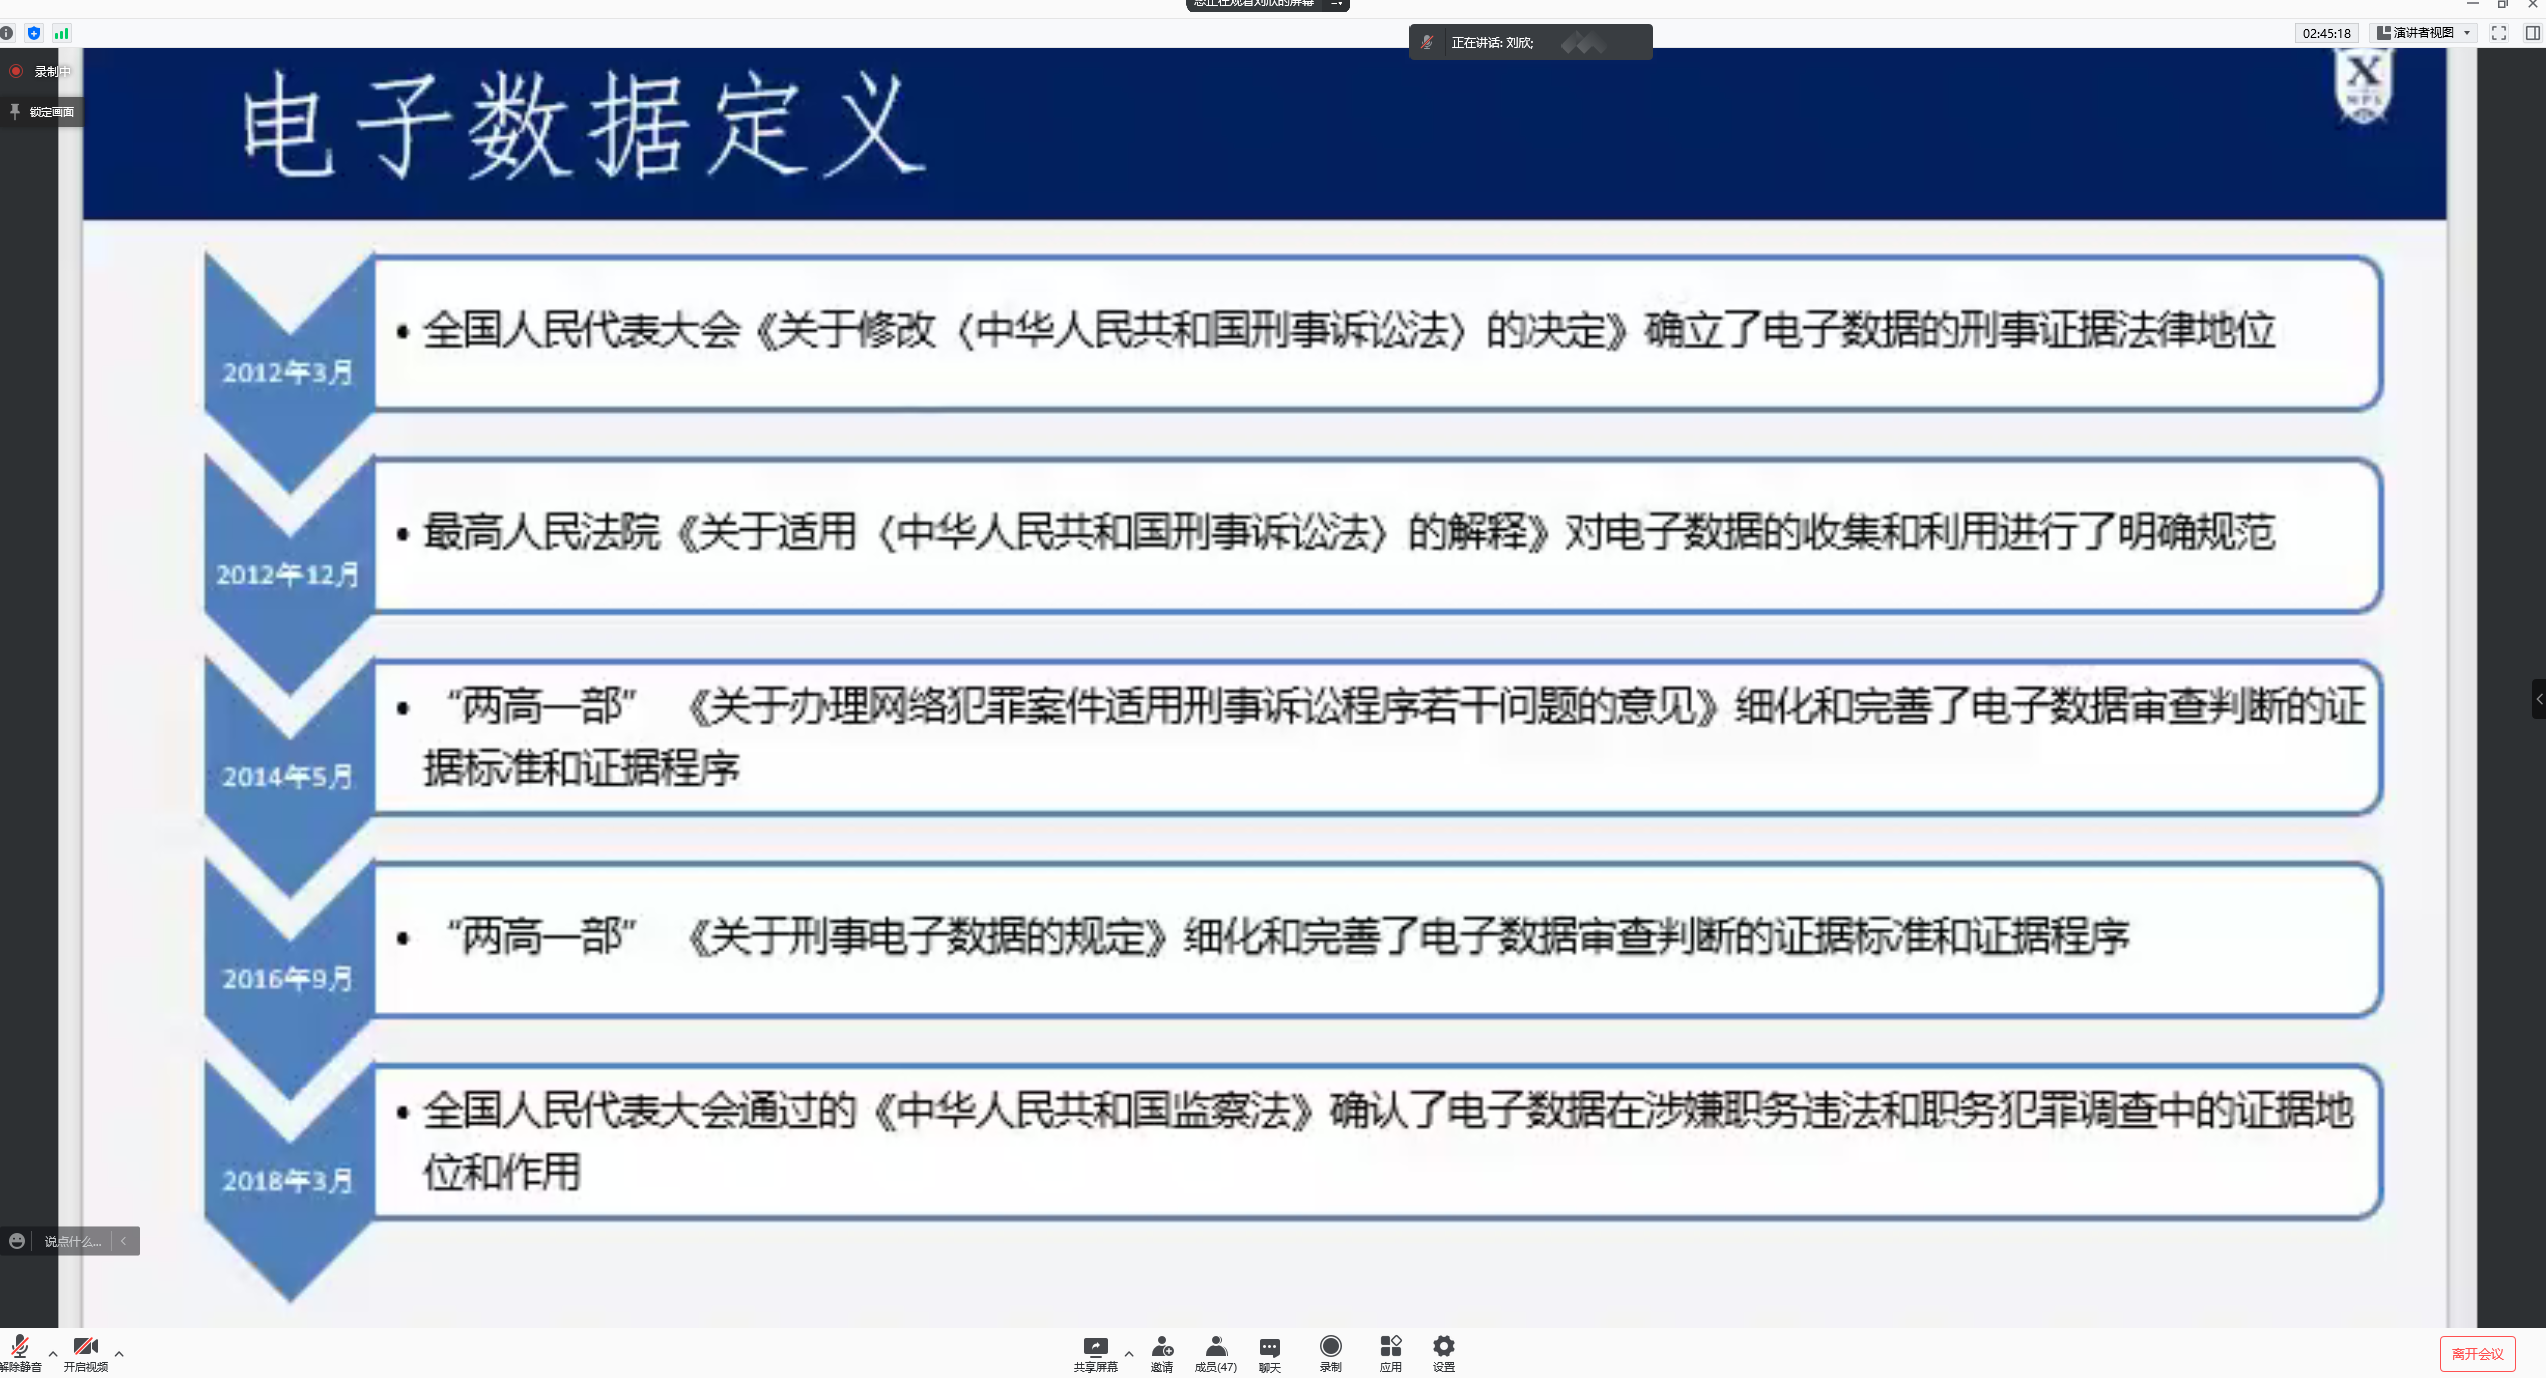 您正在观看刘欣的屏幕
正在讲话: 刘欣;
02:45:18
演讲者视图
录制中
锁定画面
电子数据定义
X
2012年3月
• 全国人民代表大会《关于修改〈中华人民共和国刑事诉讼法〉的决定》确立了电子数据的刑事证据法律地位
2012年12月
• 最高人民法院《关于适用〈中华人民共和国刑事诉讼法〉的解释》对电子数据的收集和利用进行了明确规范
2014年5月
• “两高一部” 《关于办理网络犯罪案件适用刑事诉讼程序若干问题的意见》细化和完善了电子数据审查判断的证
据标准和证据程序
2016年9月
• “两高一部” 《关于刑事电子数据的规定》细化和完善了电子数据审查判断的证据标准和证据程序
2018年3月
• 全国人民代表大会通过的《中华人民共和国监察法》确认了电子数据在涉嫌职务违法和职务犯罪调查中的证据地
位和作用
说点什么...
解除静音
开启视频
共享屏幕
邀请
成员(47)
聊天
录制
应用
设置
离开会议